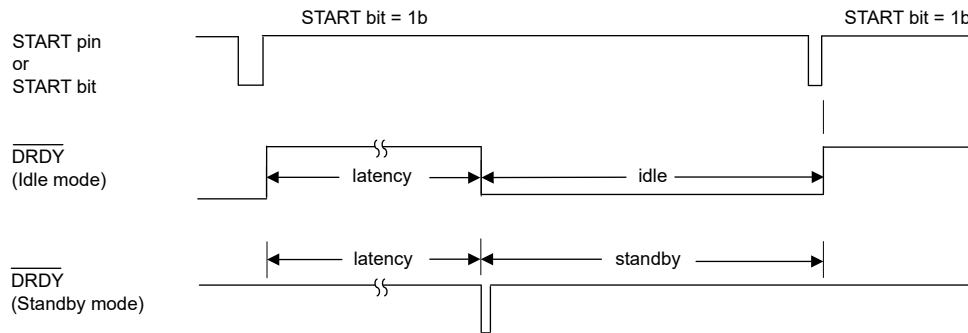 START bit = 1b
START bit = 1b
START pin
or
START bit
DRDY
(Idle mode)
latency
idle
DRDY
(Standby mode)
latency
standby